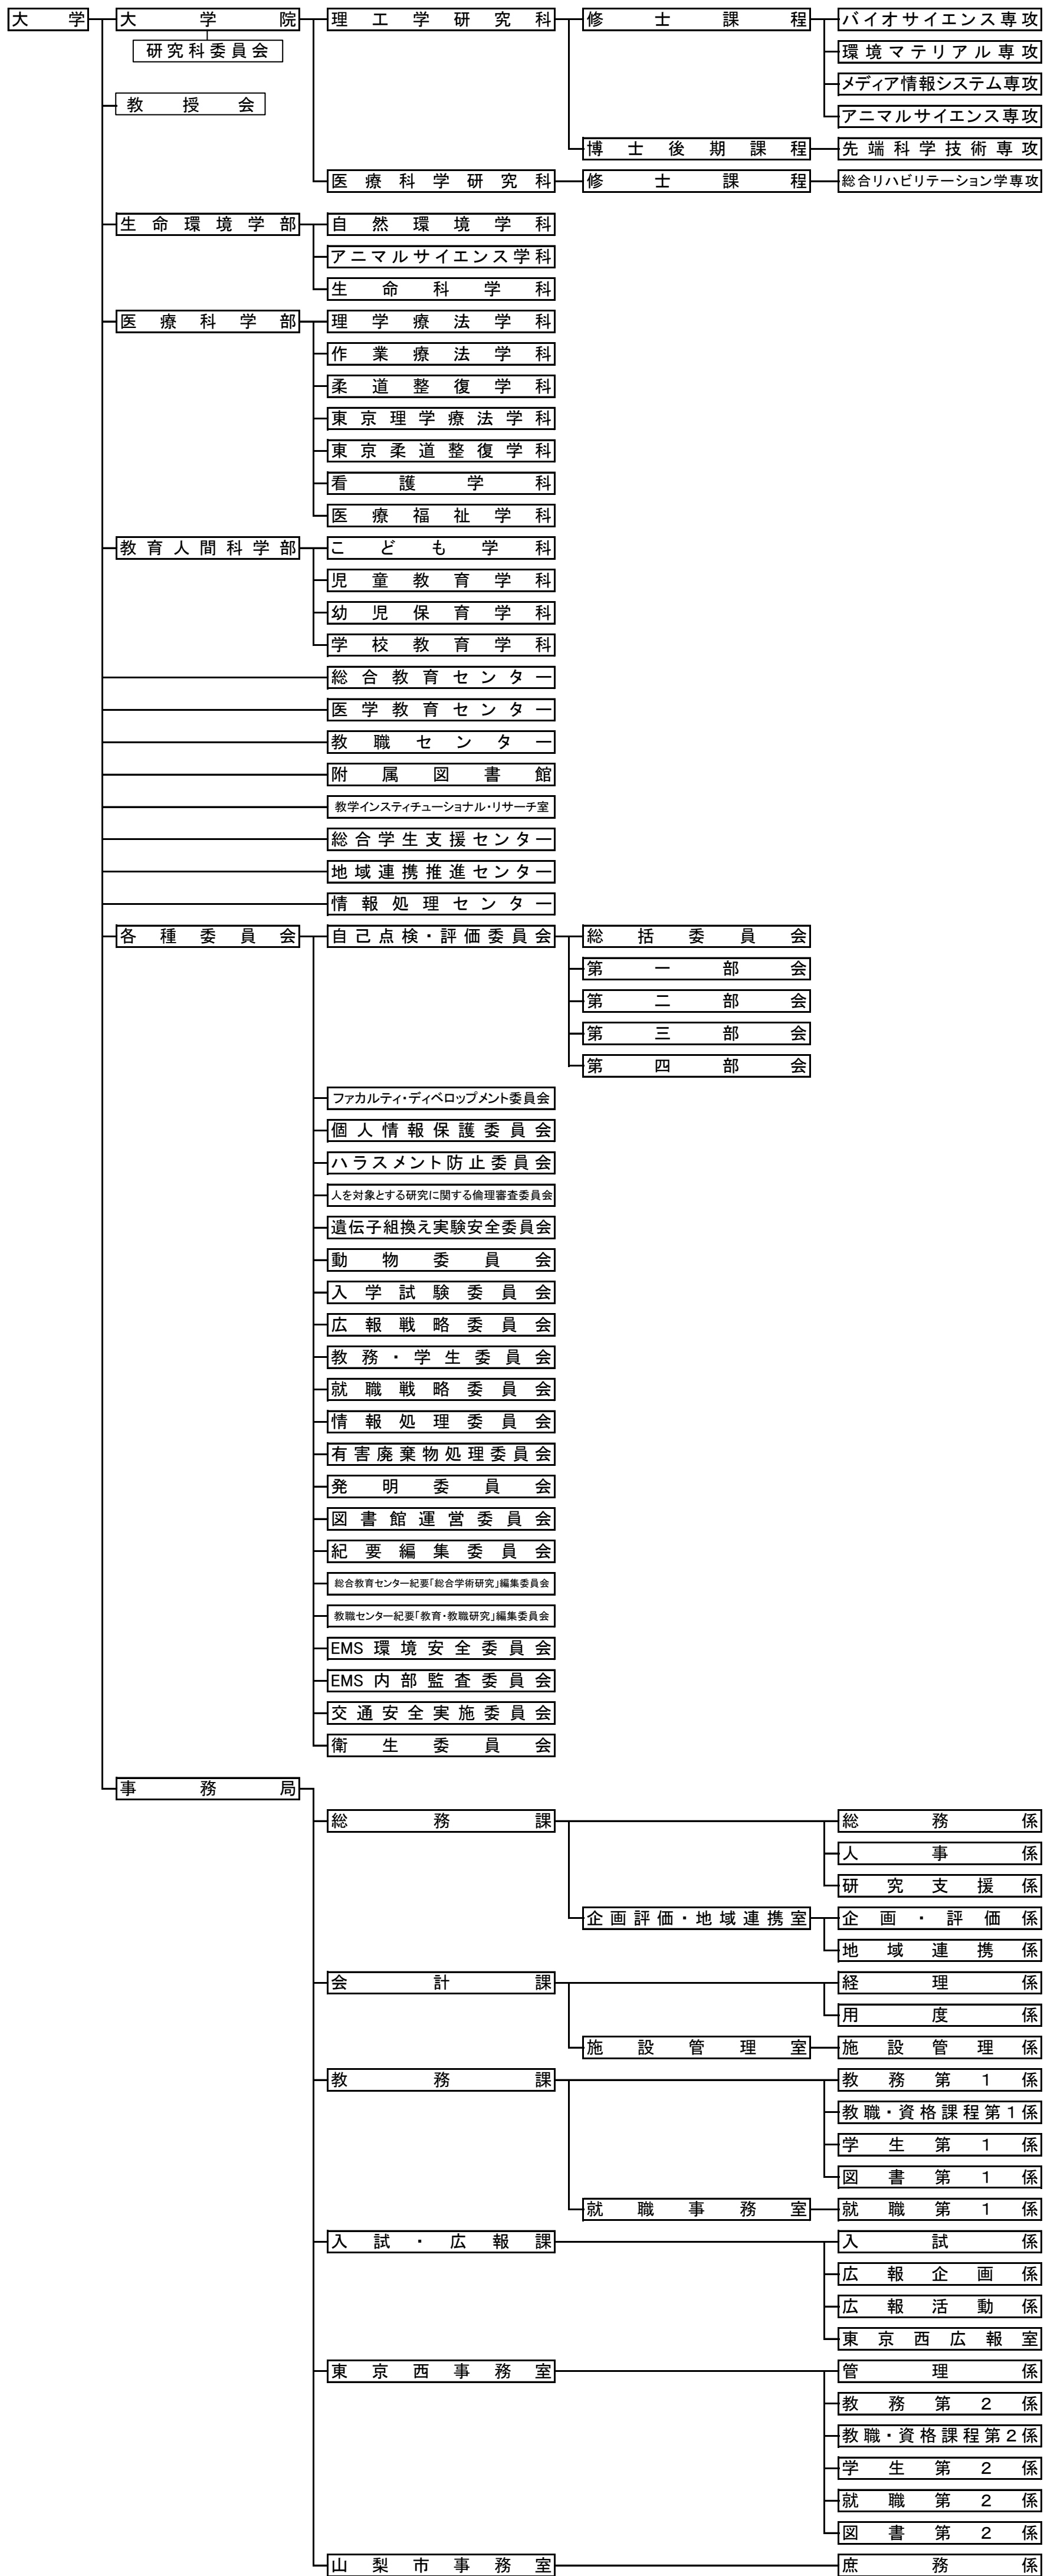 大学 大学院 理工学研究科 修士課程 バイオサイエンス専攻
研究科委員会 環境マテリアル専攻
メディア情報システム専攻
教授会 アニマルサイエンス専攻
博士後期課程 先端科学技術専攻
医療科学研究科 修士課程 総合リハビリテーション学専攻
生命環境学部 自然環境学科
アニマルサイエンス学科
生命科学科
医療科学部 理学療法学科
作業療法学科
柔道整復学科
東京理学療法学科
東京柔道整復学科
看護学科
医療福祉学科
教育人間科学部 こども学科
児童教育学科
幼児保育学科
学校教育学科
総合教育センター
医学教育センター
教職センター
附属図書館
教学インスティチューショナル・リサーチ室
総合学生支援センター
地域連携推進センター
情報処理センター
各種委員会 自己点検・評価委員会 総括委員会
第一部会
第二部会
第三部会
第四部会
ファカルティ・ディベロップメント委員会
個人情報保護委員会
ハラスメント防止委員会
人を対象とする研究に関する倫理審査委員会
遺伝子組換え実験安全委員会
動物委員会
入学試験委員会
広報戦略委員会
教務・学生委員会
就職戦略委員会
情報処理委員会
有害廃棄物処理委員会
発明委員会
図書館運営委員会
紀要編集委員会
総合教育センター紀要「総合学術研究」編集委員会
教職センター紀要「教育・教職研究」編集委員会
EMS環境安全委員会
EMS内部監査委員会
交通安全実施委員会
衛生委員会
事務局
総務課 総務係
人事係
研究支援係
企画評価・地域連携室 企画・評価係
地域連携係
会計課 経理係
用度係
施設管理室 施設管理係
教務課 教務第1係
教職・資格課程第1係
学生第1係
図書第1係
就職事務室 就職第1係
入試・広報課 入試係
広報企画係
広報活動係
東京西広報室
東京西事務室 管理係
教務第2係
教職・資格課程第2係
学生第2係
就職第2係
図書第2係
山梨市事務室 庶務係